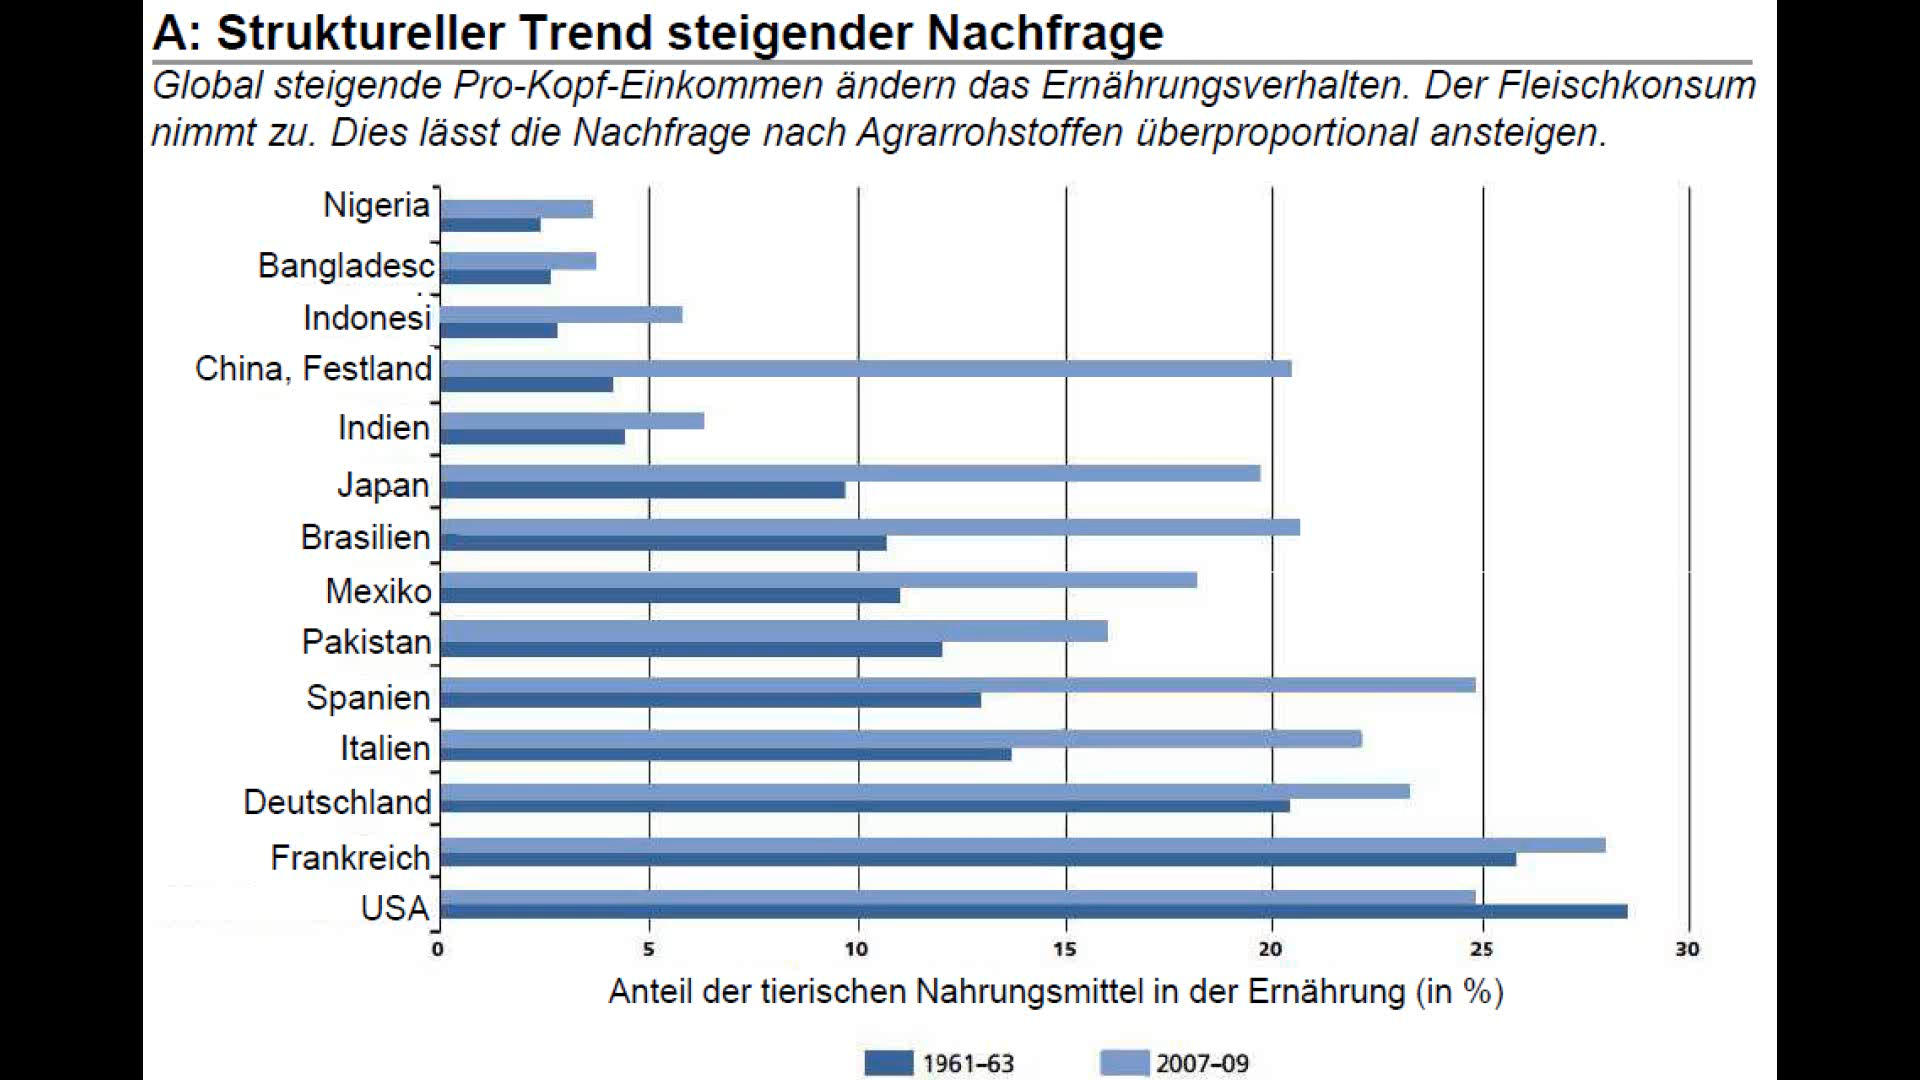 A: Struktureller Trend steigender Nachfrage
Global steigende Pro-Kopf-Einkommen ändern das Ernährungsverhalten. Der Fleischkonsum
nimmt zu. Dies lässt die Nachfrage nach Agrarrohstoffen überproportional ansteigen.
Nigeria
Bangladesc
Indonesi
China, Festland
Indien
Japan
Brasilien
Mexiko
Pakistan
Spanien
Italien
Deutschland
Frankreich
USA
0 5 10 15 20 25 30
Anteil der tierischen Nahrungsmittel in der Ernährung (in %)
1961–63 2007–09